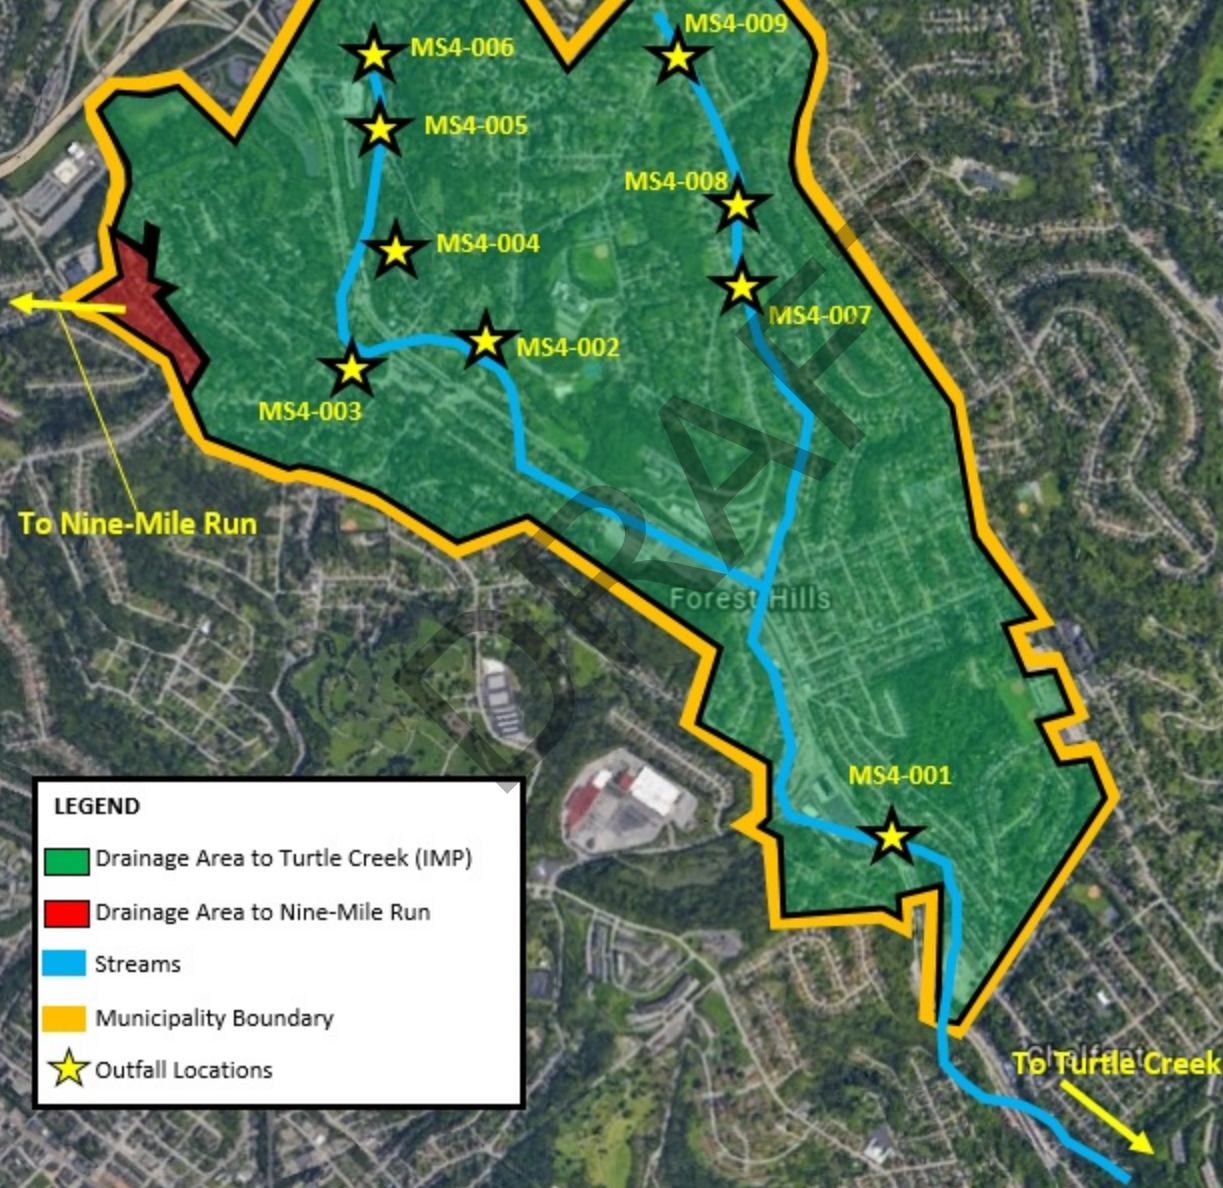 MS4-009
MS4-006
MS4-005
MS4-008
MS4-004
MS4-007
MS4-002
MS4-003
To Nine-Mile Run
DRAFT
Forest Hills
MS4-001
LEGEND
Drainage Area to Turtle Creek (IMP)
Drainage Area to Nine-Mile Run
Streams
Municipality Boundary
Outfall Locations
To Turtle Creek